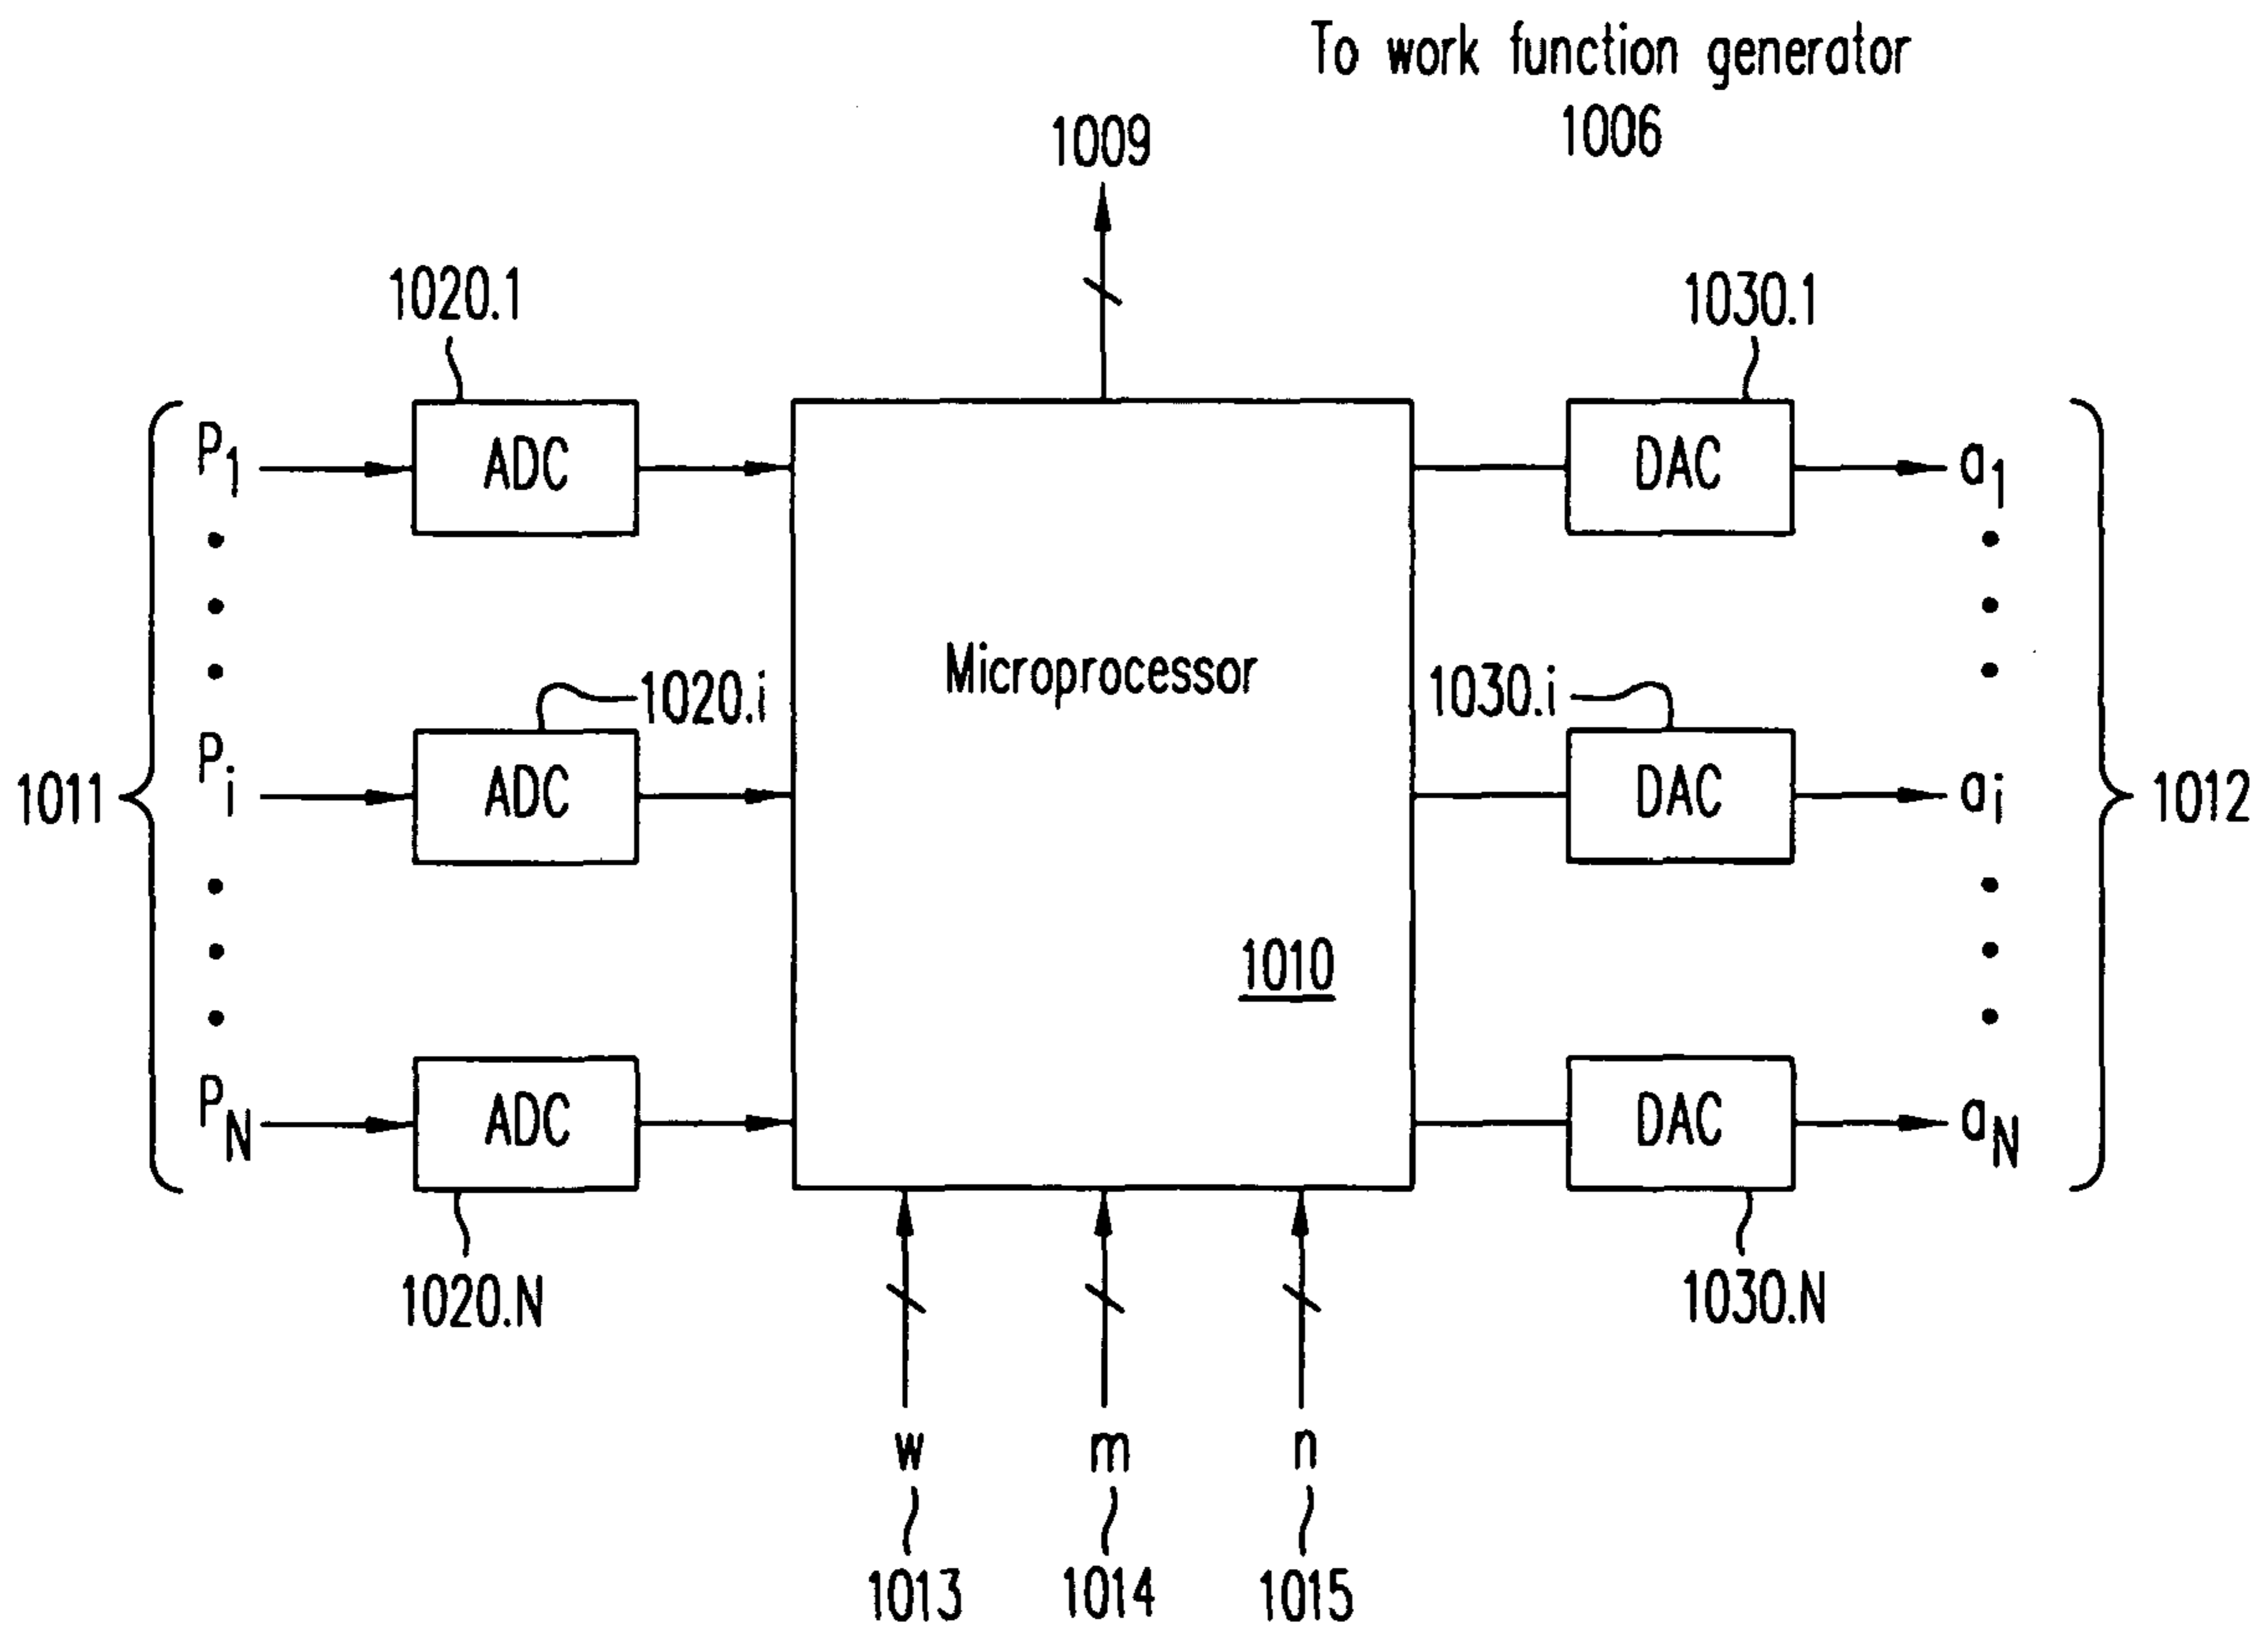 To work function generator
1006
1009
1020.1
1030.1
P1
ADC
DAC
a1
Microprocessor
1020.i
1030.i
1011
Pi
ADC
DAC
ai
1012
1010
PN
ADC
DAC
aN
1020.N
1030.N
w
m
n
1013
1014
1015